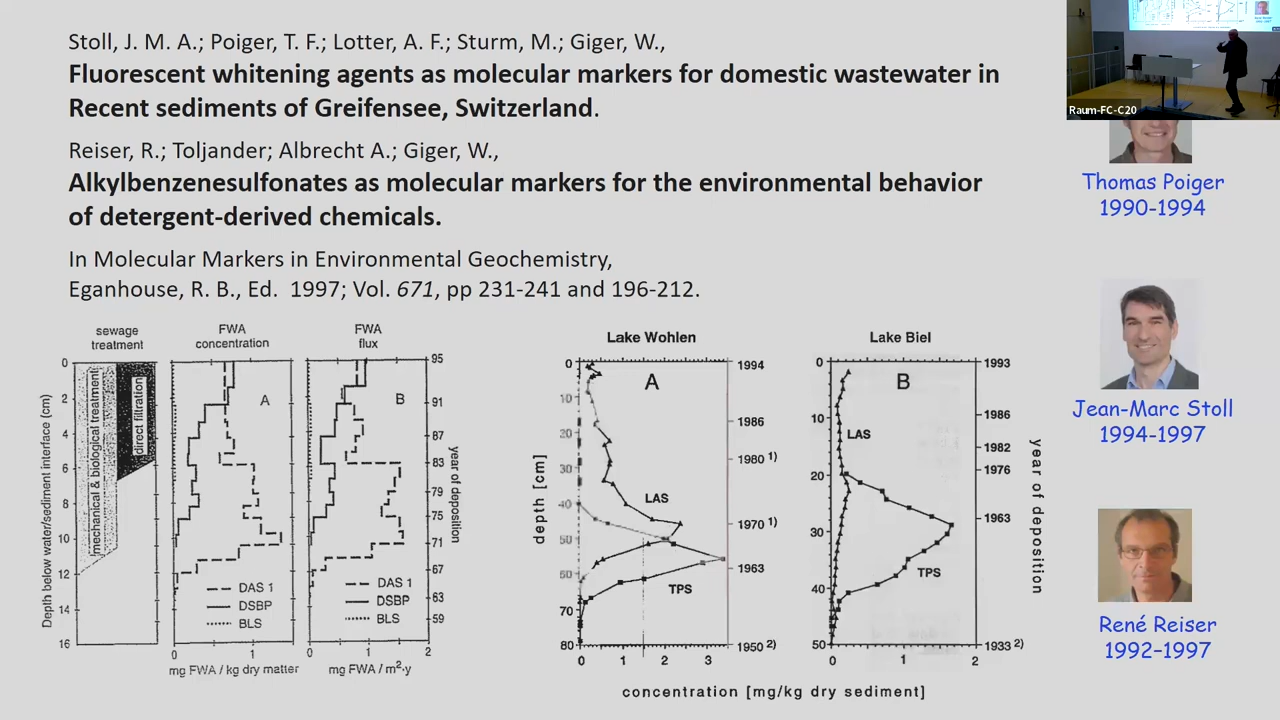 Stoll, J. M. A.; Poiger, T. F.; Lotter, A. F.; Sturm, M.; Giger, W.,
Fluorescent whitening agents as molecular markers for domestic wastewater in
Recent sediments of Greifensee, Switzerland.
Reiser, R.; Toljander; Albrecht A.; Giger, W.,
Alkylbenzenesulfonates as molecular markers for the environmental behavior
of detergent-derived chemicals.
In Molecular Markers in Environmental Geochemistry,
Eganhouse, R. B., Ed. 1997; Vol. 671, pp 231-241 and 196-212.
Raum-FC-C20
Thomas Poiger
1990-1994
Jean-Marc Stoll
1994-1997
René Reiser
1992–1997
sewage
treatment
FWA
concentration
FWA
flux
Depth below water/sediment interface (cm)
0
2
4
6
8
10
12
14
16
mechanical & biological treatment
direct filtration
A
DAS 1
DSBP
BLS
0
1
mg FWA / kg dry matter
B
DAS 1
DSBP
BLS
0
1
2
mg FWA / m²·y
95
91
87
83
79
75
71
67
63
59
year of deposition
Lake Wohlen
A
depth [cm]
0
10
20
30
40
50
60
70
80
LAS
TPS
1994
1986
1980 1)
1970 1)
1963
1950 2)
0
1
2
3
Lake Biel
B
0
10
20
30
40
50
LAS
TPS
1993
1986
1982
1976
1963
1933 2)
year of deposition
0
1
2
concentration [mg/kg dry sediment]